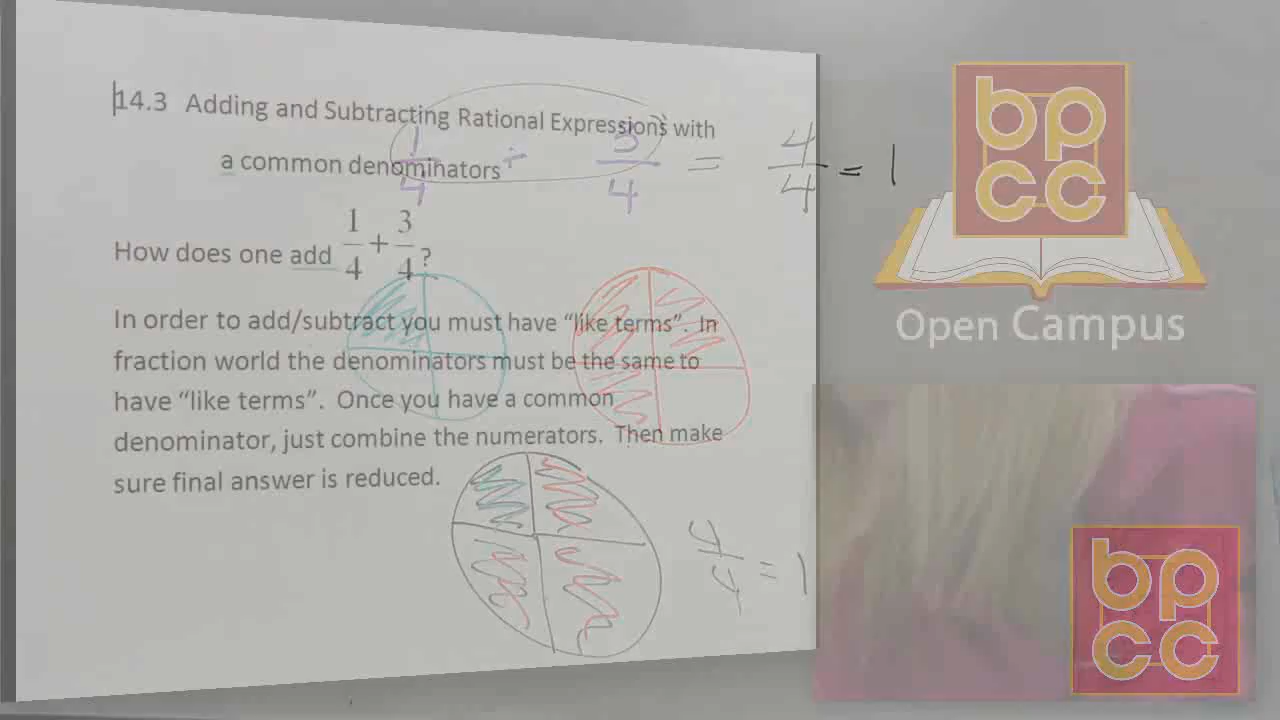 14.3 Adding and Subtracting Rational Expressions with
a common denominators
1/4 + 3/4 = 4/4 = 1
How does one add 1/4 + 3/4 ?
In order to add/subtract you must have “like terms”. In
fraction world the denominators must be the same to
have “like terms”. Once you have a common
denominator, just combine the numerators. Then make
sure final answer is reduced.
4/4 = 1
bp
cc
Open Campus
bp
cc